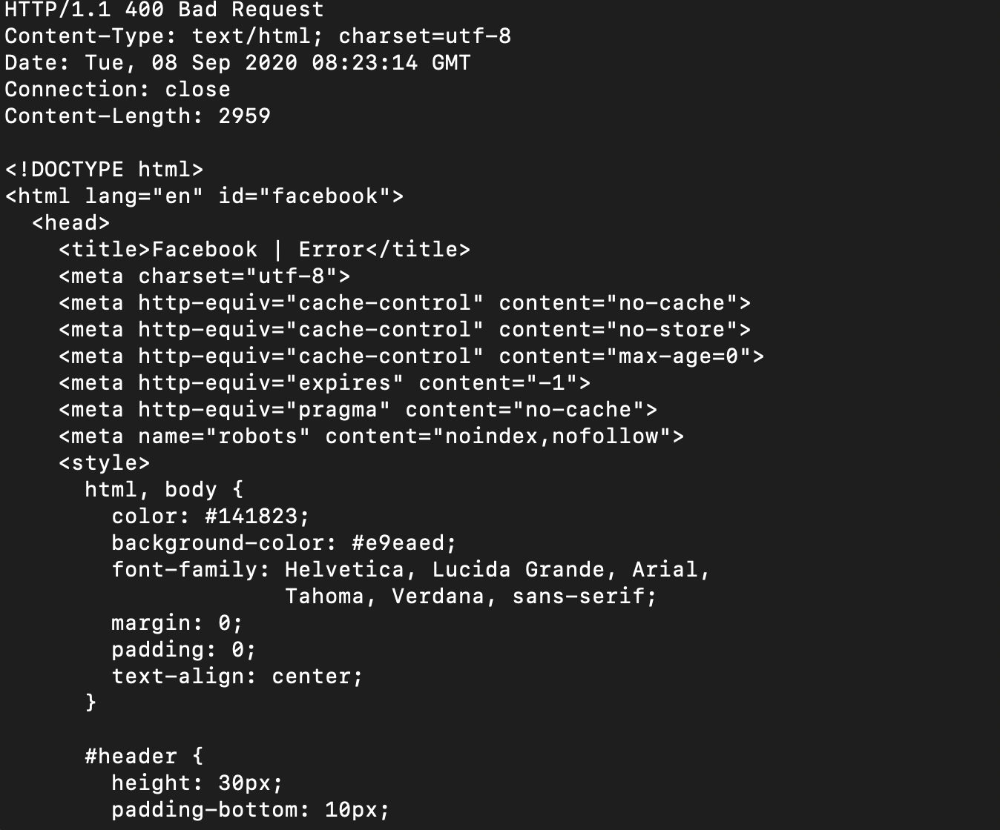 HTTP/1.1 400 Bad Request
Content-Type: text/html; charset=utf-8
Date: Tue, 08 Sep 2020 08:23:14 GMT
Connection: close
Content-Length: 2959

<!DOCTYPE html>
<html lang="en" id="facebook">
  <head>
    <title>Facebook | Error</title>
    <meta charset="utf-8">
    <meta http-equiv="cache-control" content="no-cache">
    <meta http-equiv="cache-control" content="no-store">
    <meta http-equiv="cache-control" content="max-age=0">
    <meta http-equiv="expires" content="-1">
    <meta http-equiv="pragma" content="no-cache">
    <meta name="robots" content="noindex,nofollow">
    <style>
      html, body {
        color: #141823;
        background-color: #e9eaed;
        font-family: Helvetica, Lucida Grande, Arial,
                     Tahoma, Verdana, sans-serif;
        margin: 0;
        padding: 0;
        text-align: center;
      }

      #header {
        height: 30px;
        padding-bottom: 10px;